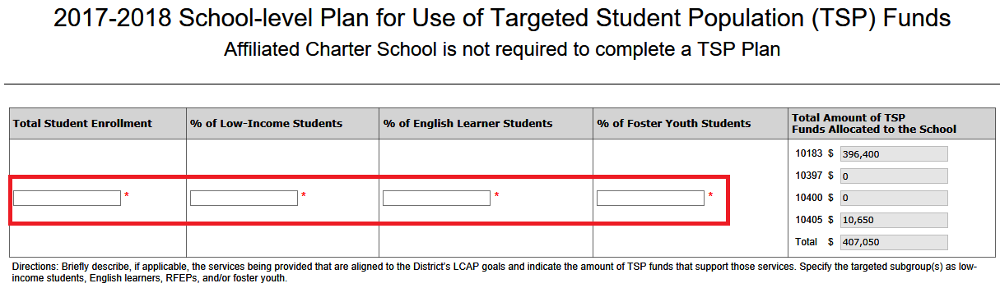 2017-2018 School-level Plan for Use of Targeted Student Population (TSP) Funds
Affiliated Charter School is not required to complete a TSP Plan
Total Student Enrollment
% of Low-Income Students
% of English Learner Students
% of Foster Youth Students
Total Amount of TSP
Funds Allocated to the School
* * * *
10183 $ 396,400
10397 $ 0
10400 $ 0
10405 $ 10,650
Total $ 407,050
Directions: Briefly describe, if applicable, the services being provided that are aligned to the District's LCAP goals and indicate the amount of TSP funds that support those services. Specify the targeted subgroup(s) as low-
income students, English learners, RFEPs, and/or foster youth.